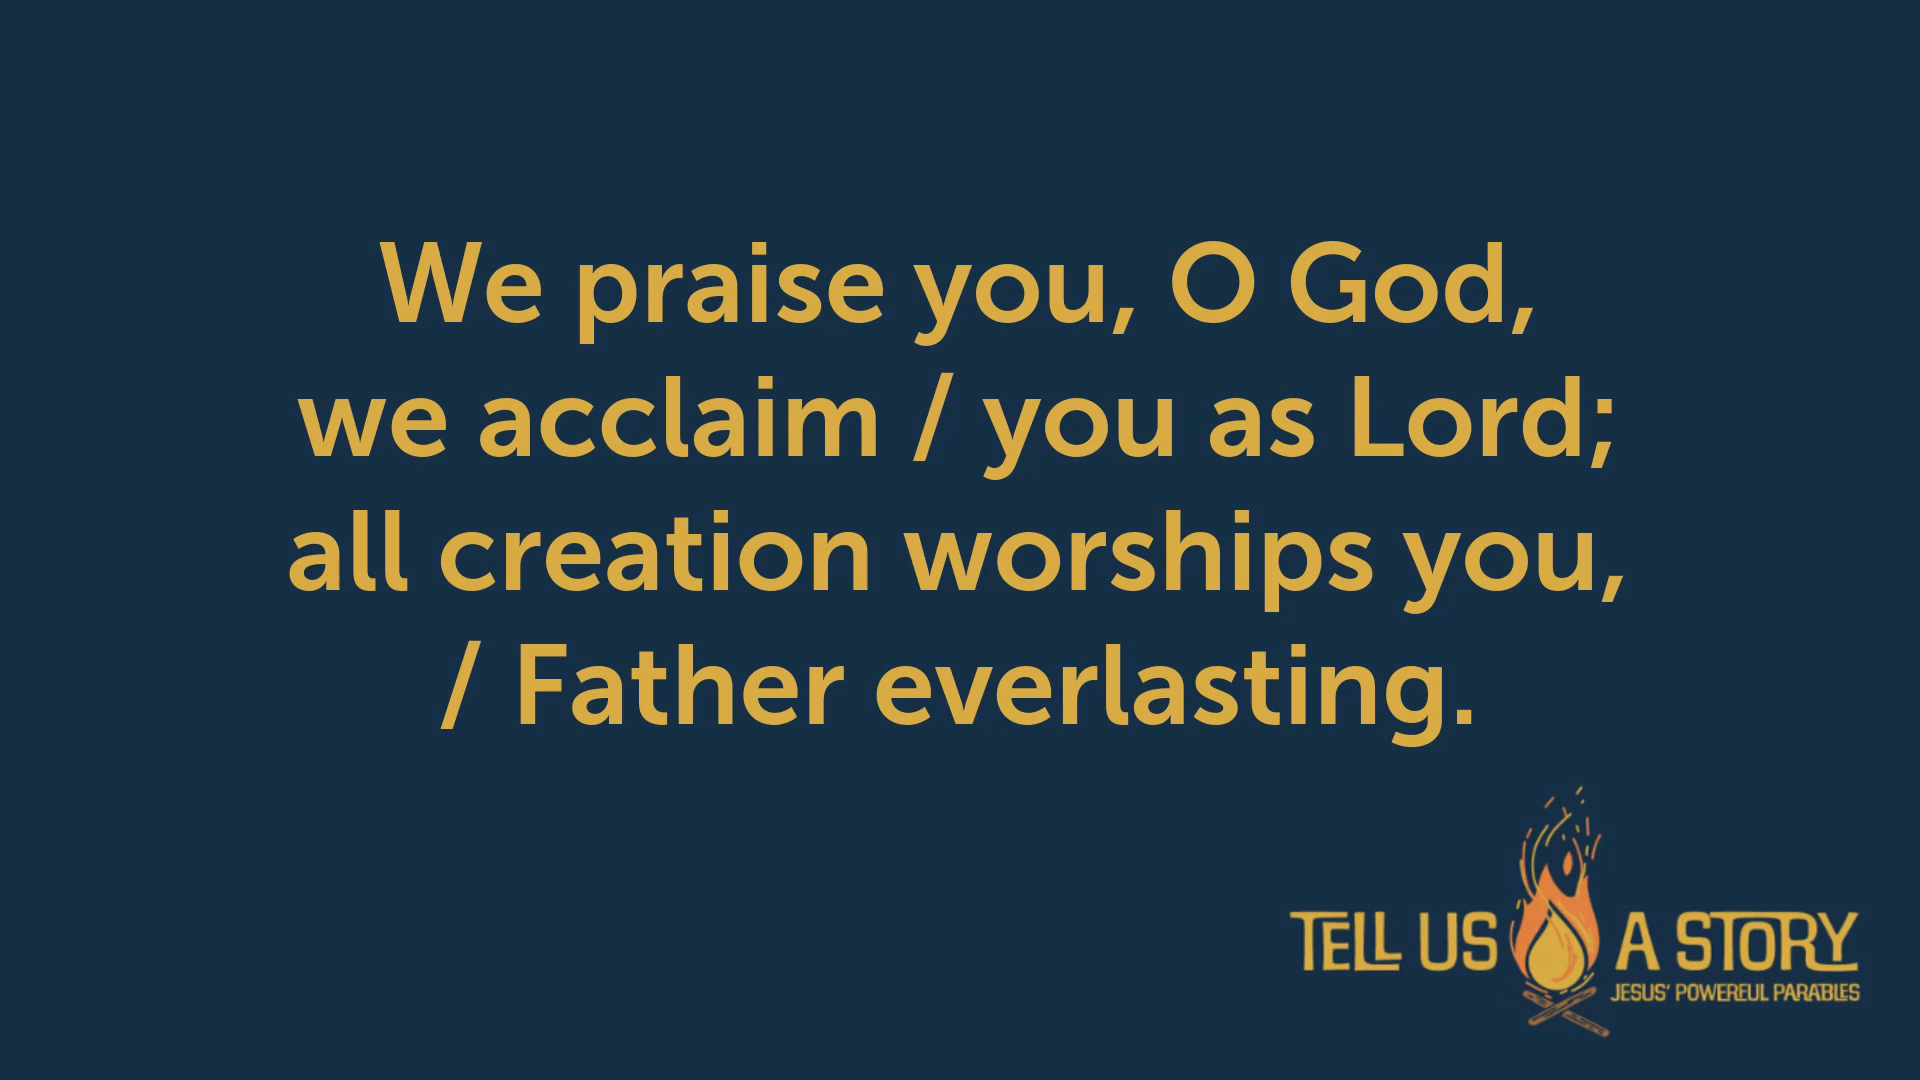 We praise you, O God,
we acclaim / you as Lord;
all creation worships you,
/ Father everlasting.
TELL US A STORY
JESUS' POWERFUL PARABLES